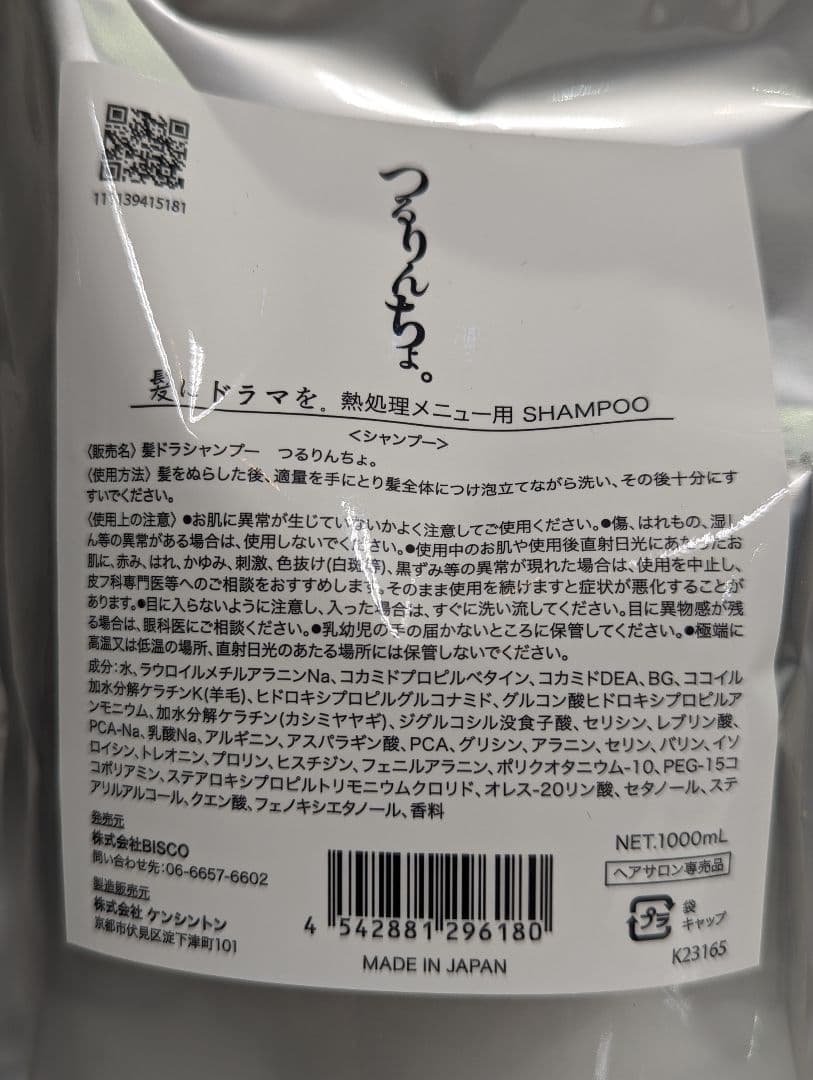 つるりんちょ。
髪にドラマを。熱処理メニュー用 SHAMPOO
<シャンプー>
〈販売名〉髪ドラシャンプー　つるりんちょ。
〈使用方法〉髪をぬらした後、適量を手にとり髪全体につけ泡立てながら洗い、その後十分にす
すいでください。
〈使用上の注意〉●お肌に異常が生じていないかよく注意してご使用ください。●傷、はれもの、湿し
ん等の異常がある場合は、使用しないでください。●使用中のお肌や使用後直射日光にあたったお
肌に、赤み、はれ、かゆみ、刺激、色抜け(白斑等)、黒ずみ等の異常が現れた場合は、使用を中止し、
皮フ科専門医等へのご相談をおすすめします。そのまま使用を続けますと症状が悪化することが
あります。●目に入らないように注意し、入った場合は、すぐに洗い流してください。目に異物感が残
る場合は、眼科医にご相談ください。●乳幼児の手の届かないところに保管してください。●極端に
高温又は低温の場所、直射日光のあたる場所には保管しないでください。
成分:水、ラウロイルメチルアラニンNa、コカミドプロピルベタイン、コカミドDEA、BG、ココイル
加水分解ケラチンK(羊毛)、ヒドロキシプロピルグルコナミド、グルコン酸ヒドロキシプロピルア
ンモニウム、加水分解ケラチン(カシミヤヤギ)、ジグルコシル没食子酸、セリシン、レブリン酸、
PCA-Na、乳酸Na、アルギニン、アスパラギン酸、PCA、グリシン、アラニン、セリン、バリン、イソ
ロイシン、トレオニン、プロリン、ヒスチジン、フェニルアラニン、ポリクオタニウム-10、PEG-15コ
コポリアミン、ステアロキシプロピルトリモニウムクロリド、オレス-20リン酸、セタノール、ステ
アリルアルコール、クエン酸、フェノキシエタノール、香料
発売元
株式会社BISCO
問い合わせ先:06-6657-6602
製造販売元
株式会社 ケンシントン
京都市伏見区淀下津町101
4 542881 296180
MADE IN JAPAN
NET.1000mL
ヘアサロン専売品
プラ
袋
キャップ
K23165